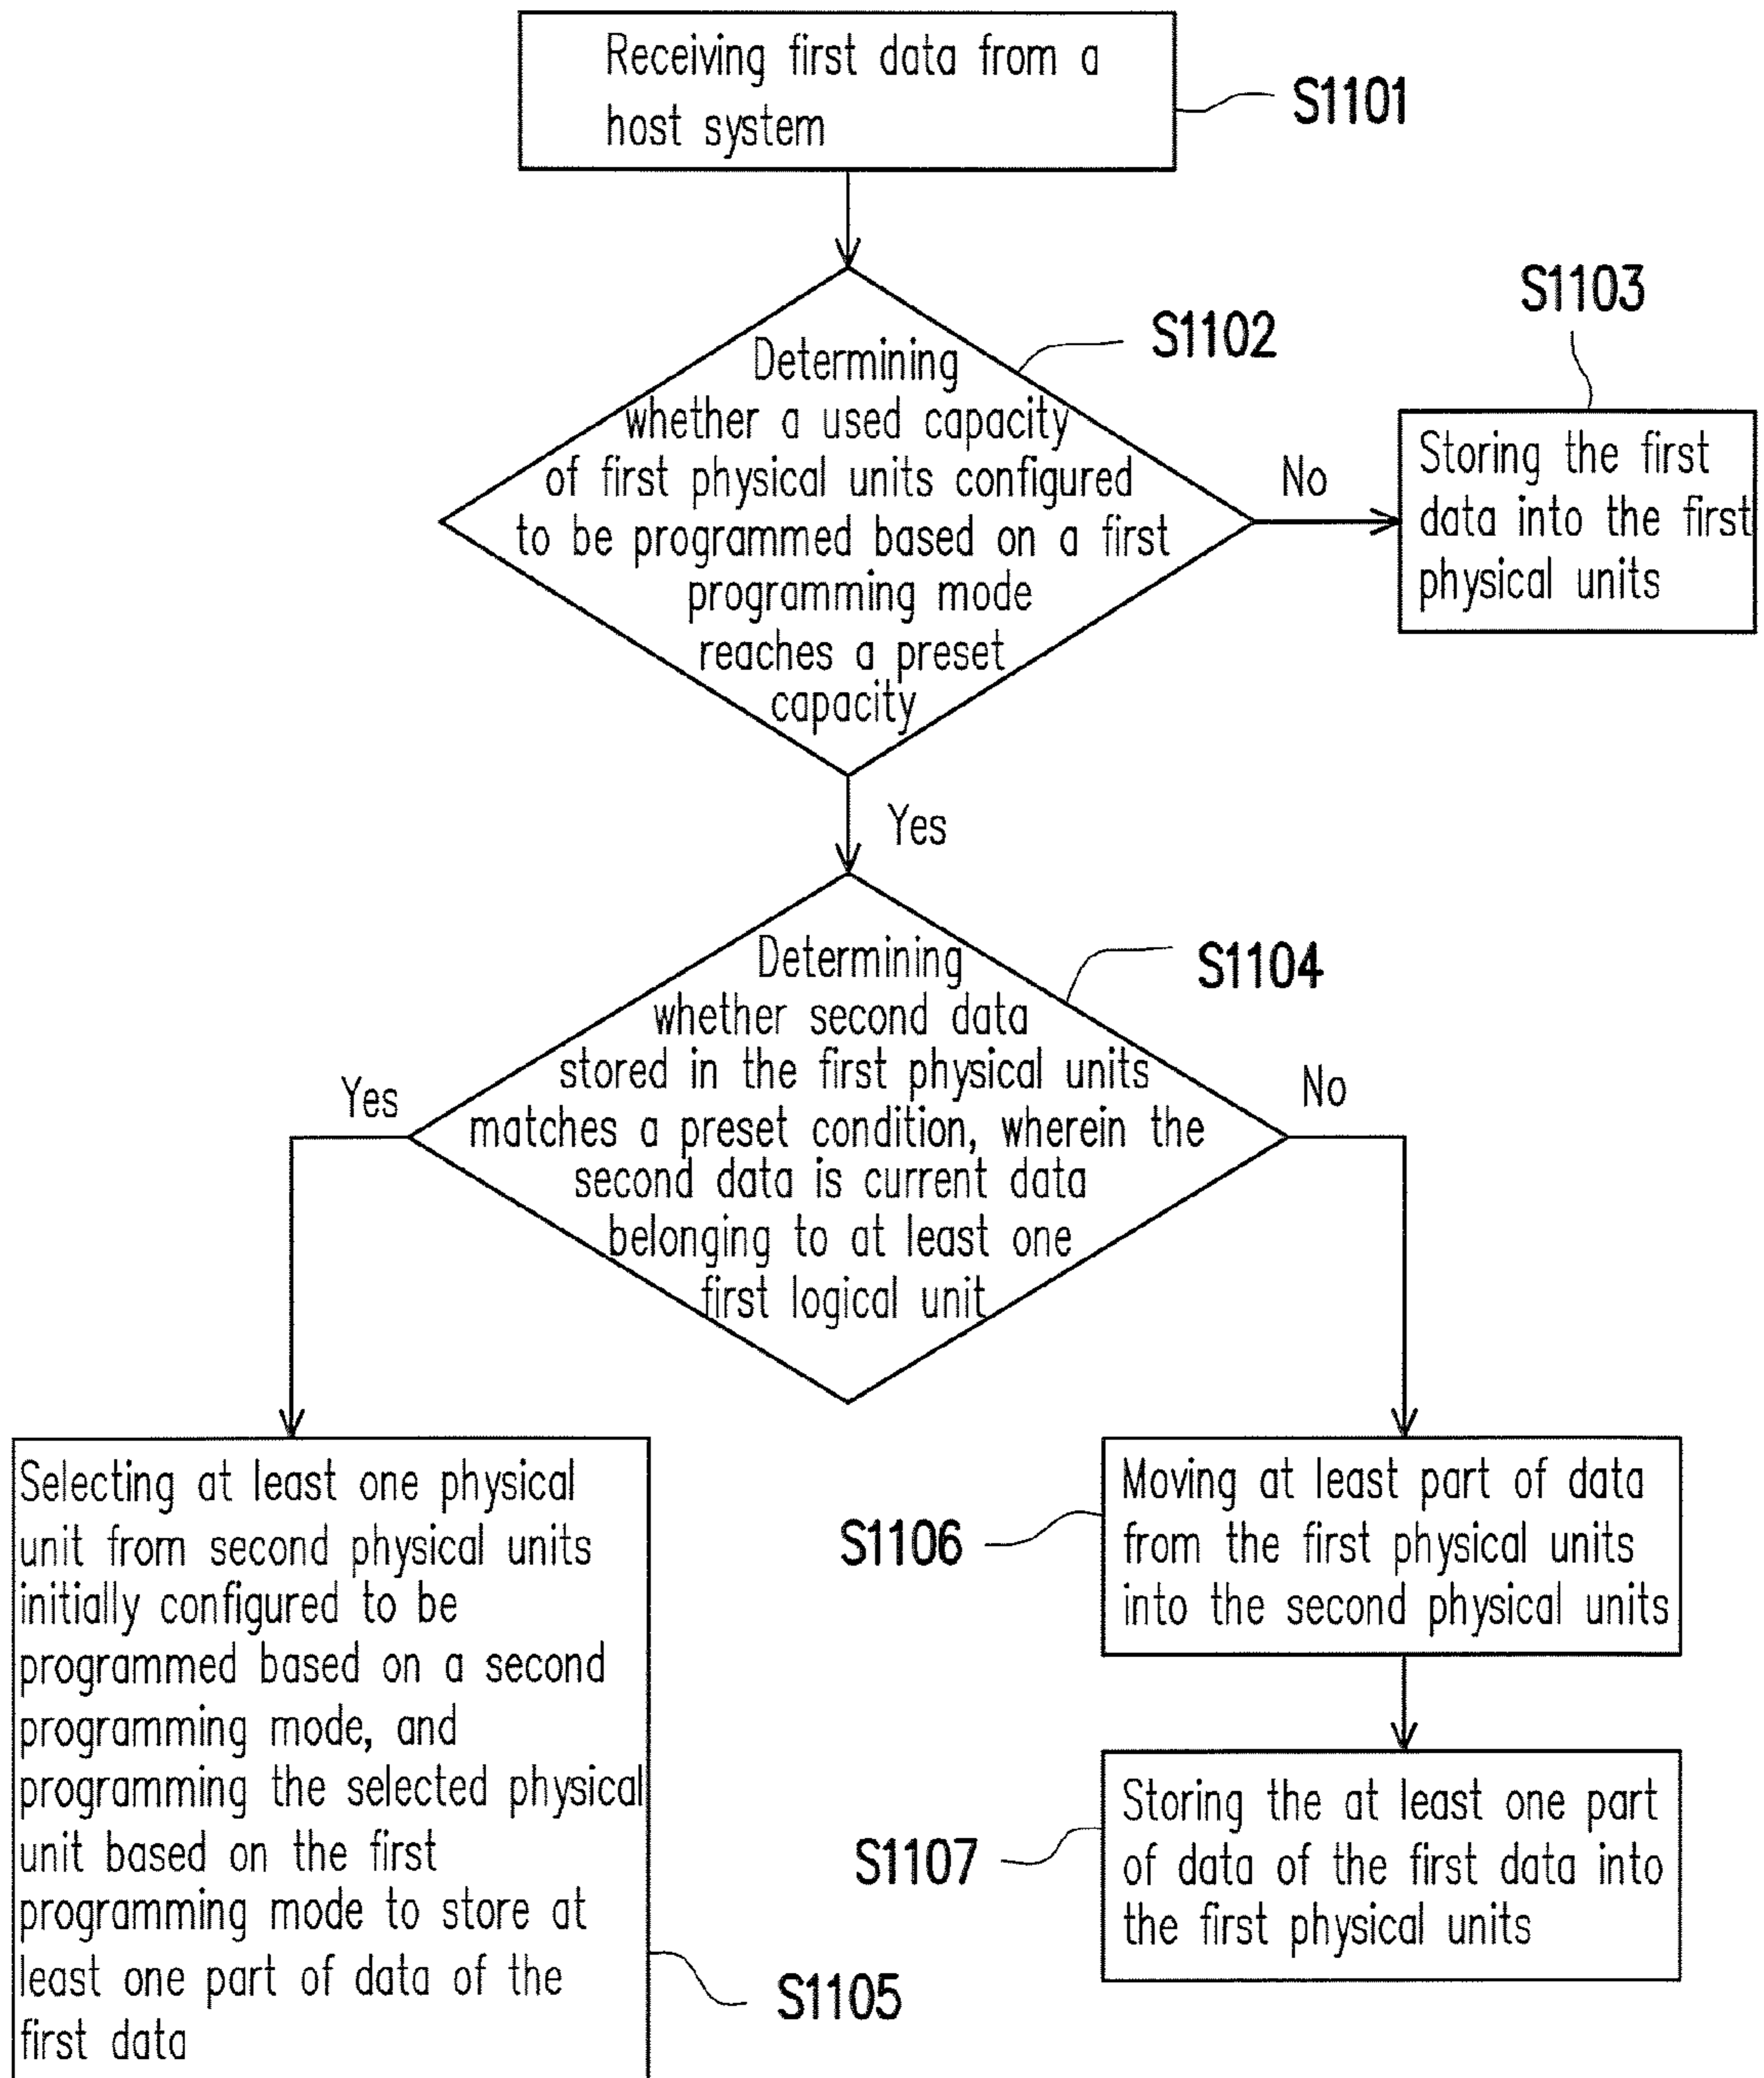 Receiving first data from a
host system
S1101
Determining
whether a used capacity
of first physical units configured
to be programmed based on a first
programming mode
reaches a preset
capacity
S1102
No
S1103
Storing the first
data into the first
physical units
Yes
Determining
whether second data
stored in the first physical units
matches a preset condition, wherein the
second data is current data
belonging to at least one
first logical unit
S1104
Yes
No
Selecting at least one physical
unit from second physical units
initially configured to be
programmed based on a second
programming mode, and
programming the selected physical
unit based on the first
programming mode to store at
least one part of data of the
first data
S1105
Moving at least part of data
from the first physical units
into the second physical units
S1106
Storing the at least one part
of data of the first data into
the first physical units
S1107